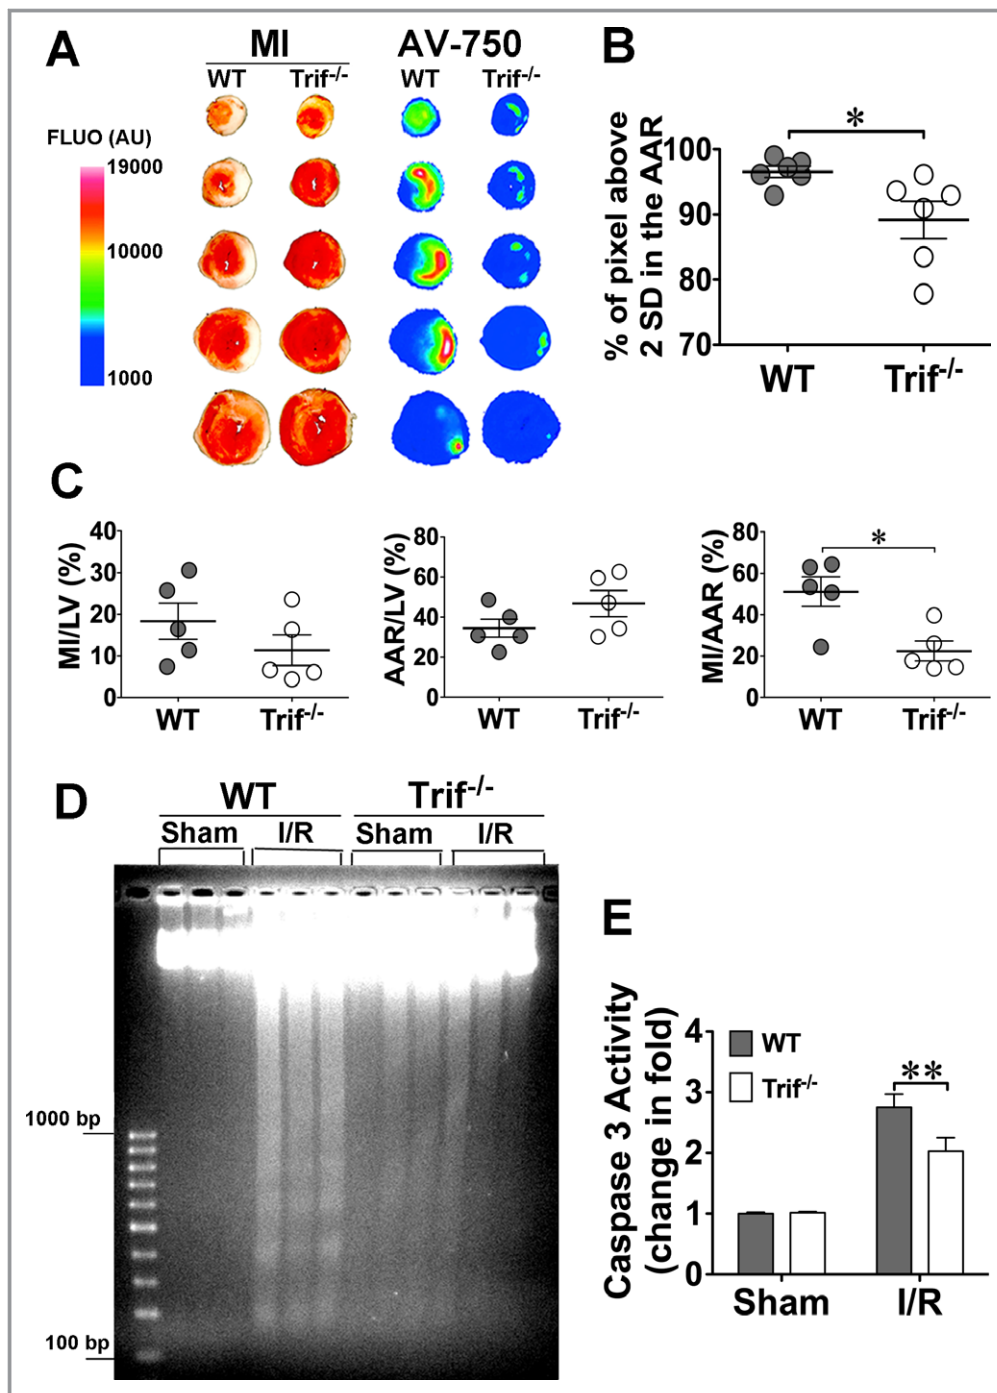 A
MI
AV-750
WT
Trif-/-
WT
Trif-/-
FLUO (AU)
19000
10000
1000
B
% of pixel above
2 SD in the AAR
*
100
90
80
70
WT
Trif-/-
C
MI/LV (%)
40
30
20
10
0
WT
Trif-/-
AAR/LV (%)
80
60
40
20
0
WT
Trif-/-
MI/AAR (%)
80
60
40
20
0
*
WT
Trif-/-
D
WT
Trif-/-
Sham
I/R
Sham
I/R
1000 bp
100 bp
E
Caspase 3 Activity
(change in fold)
4
3
2
1
0
WT
Trif-/-
**
Sham
I/R